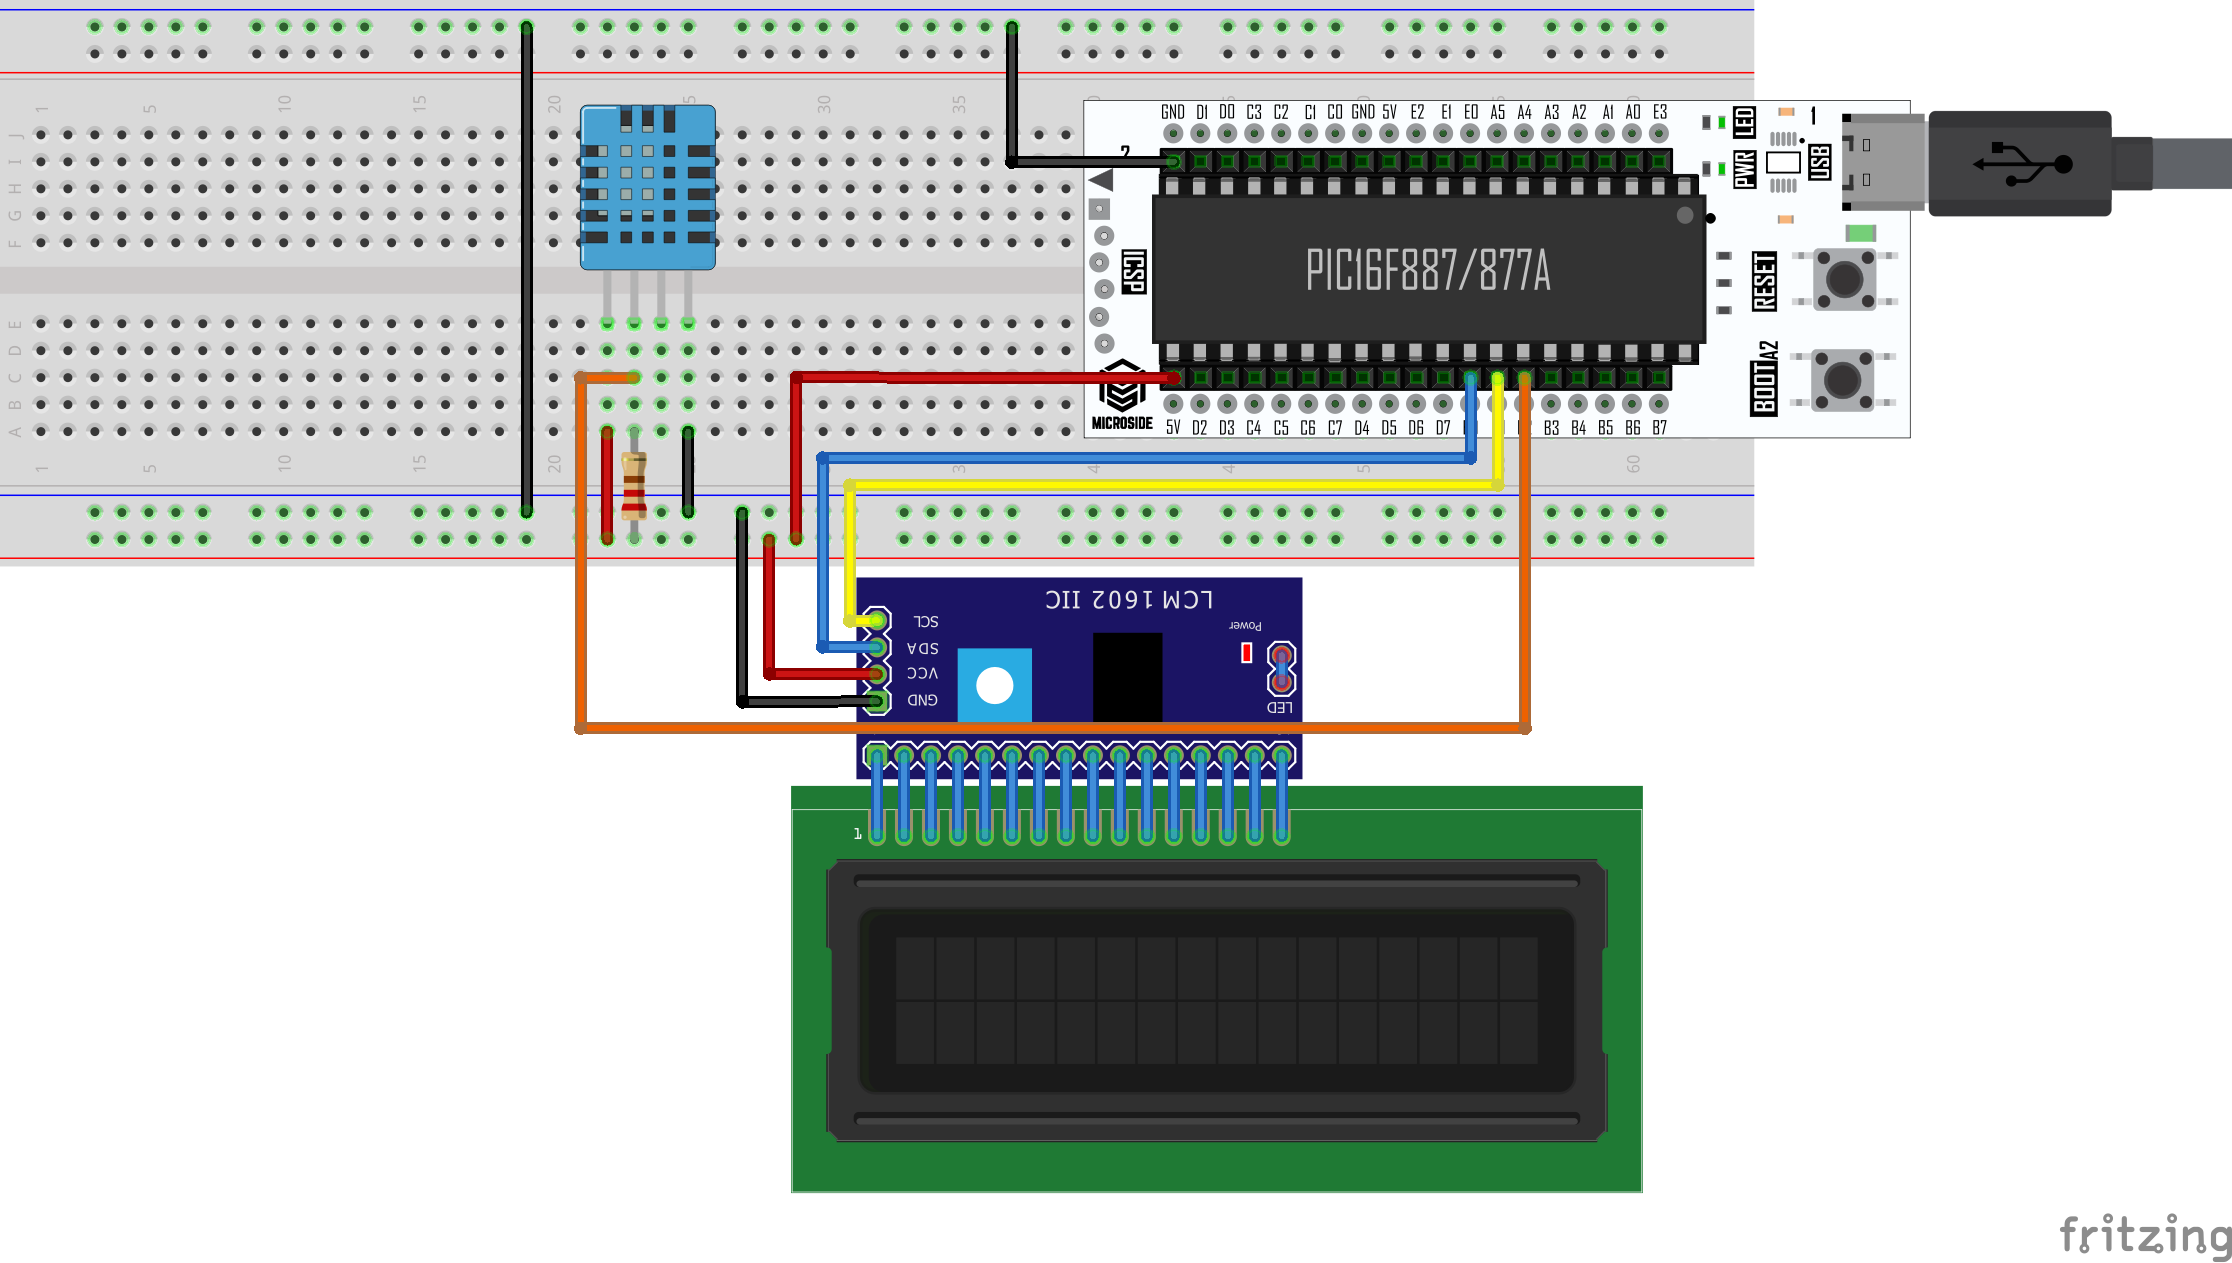 1 5 10 15 20 30 35
J
I
H
G
F
E
D
C
B
A
GND D1 D0 C3 C2 C1 C0 GND 5V E2 E1 E0 A5 A4 A3 A2 A1 A0 E3
LED
PWR
1
USB
ICSP
PIC16F887/877A
RESET
BOOT A2
MICROSIDE
5V D2 D3 C4 C5 C6 C7 D4 D5 D6 D7 B3 B4 B5 B6 B7
1 5 10 15 20 60
LCM 1602 IIC
SCL
SDA
VCC
GND
Power
LED
1
fritzing